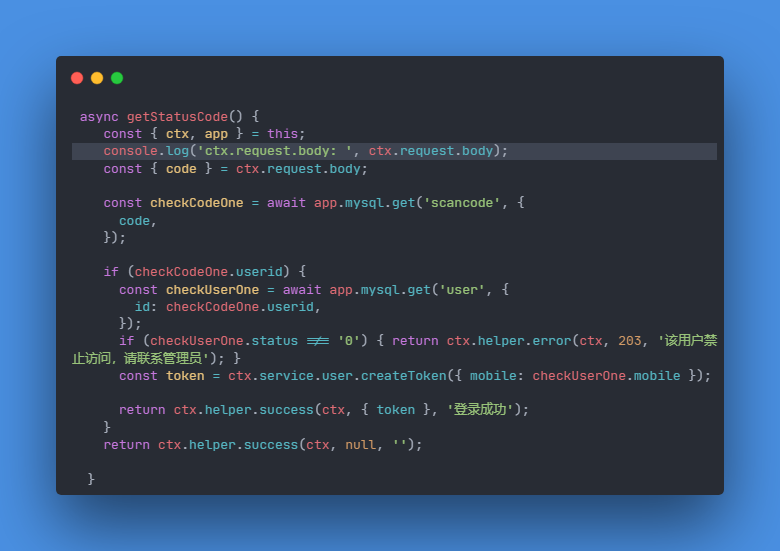 async getStatusCode() {
const { ctx, app } = this;
console.log('ctx.request.body: ', ctx.request.body);
const { code } = ctx.request.body;
const checkCodeOne = await app.mysql.get('scancode', {
code,
});
if (checkCodeOne.userid) {
const checkUserOne = await app.mysql.get('user', {
id: checkCodeOne.userid,
});
if (checkUserOne.status !== '0') { return ctx.helper.error(ctx, 203, '该用户禁
止访问，请联系管理员'); }
const token = ctx.service.user.createToken({ mobile: checkUserOne.mobile });
return ctx.helper.success(ctx, { token }, '登录成功');
}
return ctx.helper.success(ctx, null, '');
}